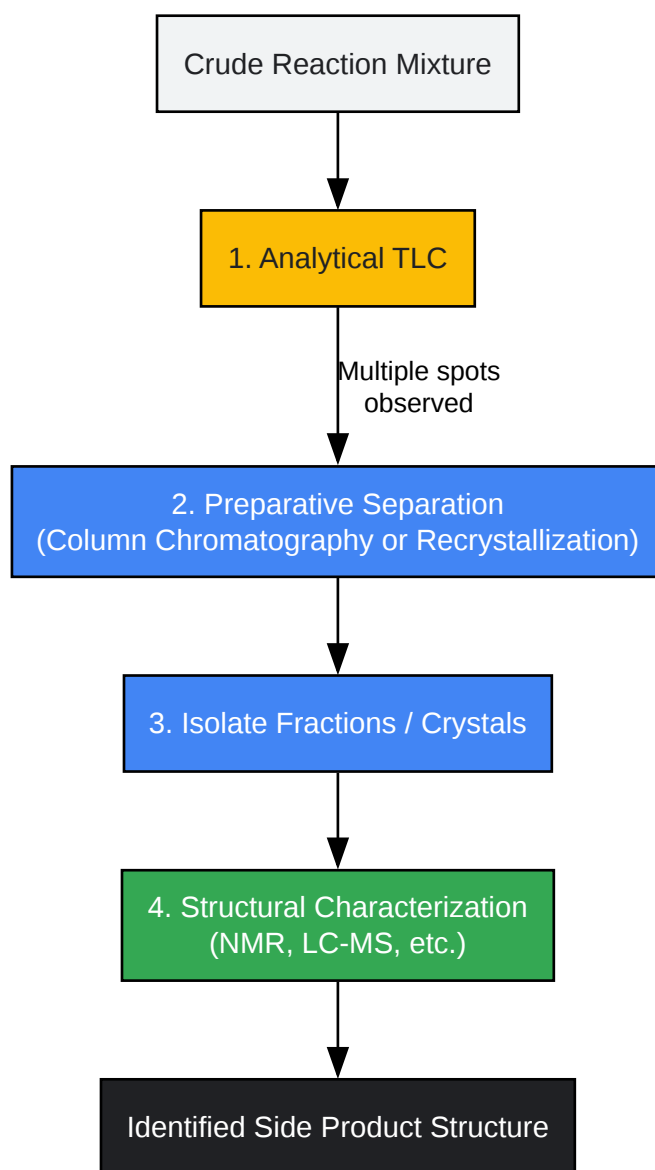 Crude Reaction Mixture
1. Analytical TLC
Multiple spots
observed
2. Preparative Separation
(Column Chromatography or Recrystallization)
3. Isolate Fractions / Crystals
4. Structural Characterization
(NMR, LC-MS, etc.)
Identified Side Product Structure